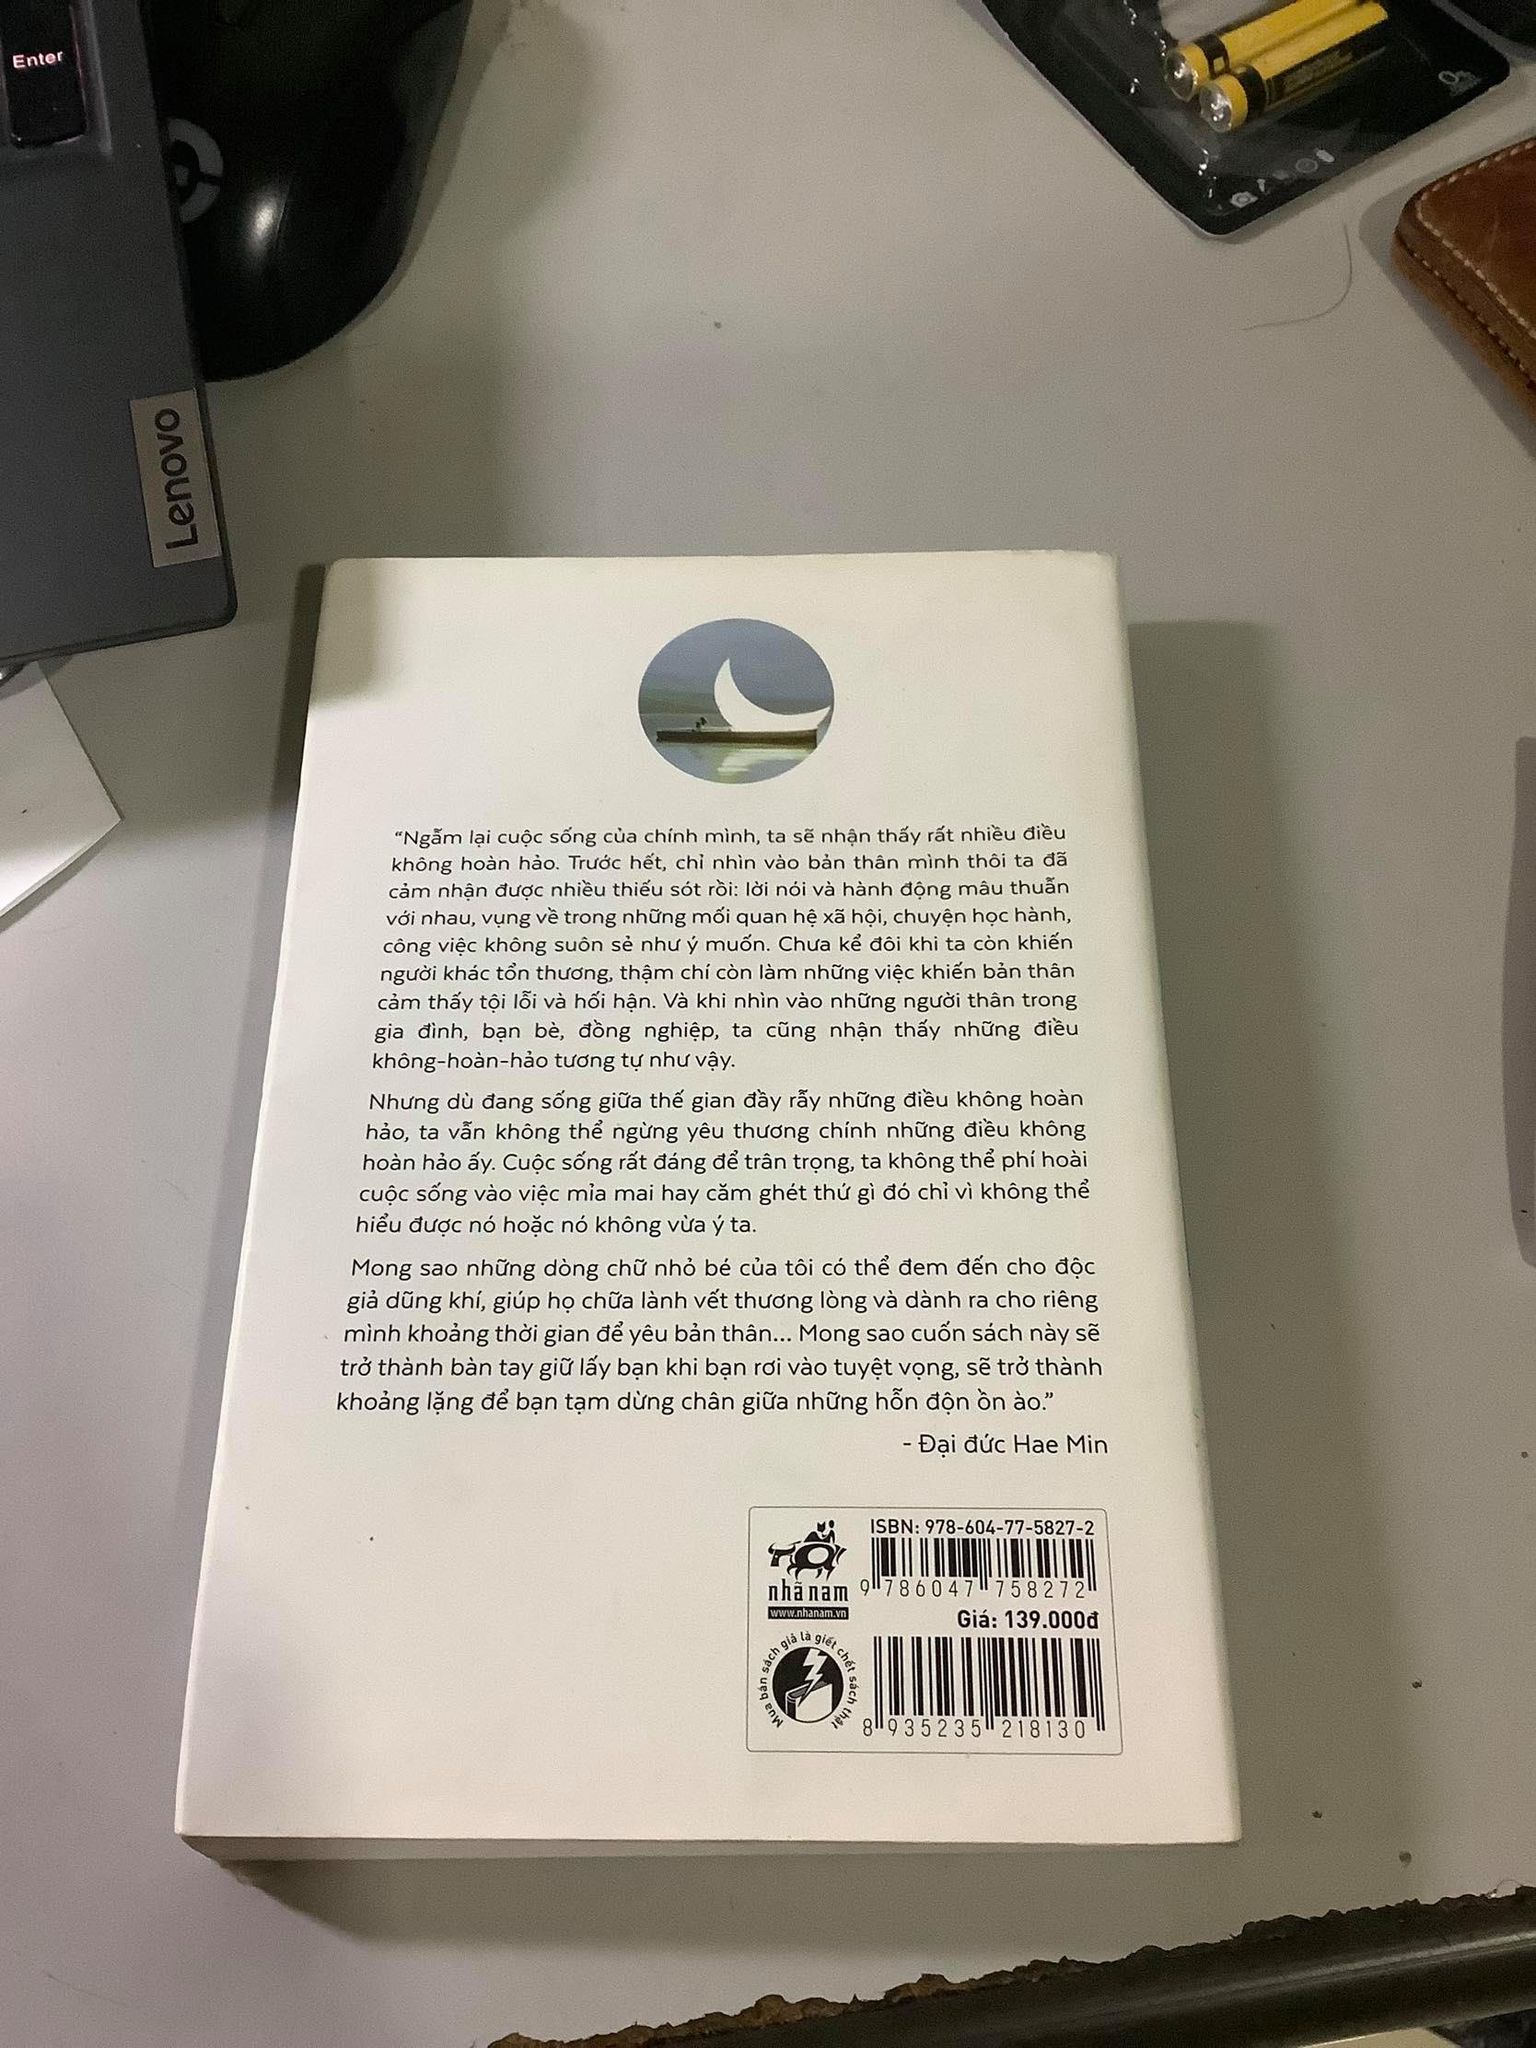 Enter
Lenovo
“Ngẫm lại cuộc sống của chính mình, ta sẽ nhận thấy rất nhiều điều
không hoàn hảo. Trước hết, chỉ nhìn vào bản thân mình thôi ta đã
cảm nhận được nhiều thiếu sót rồi: lời nói và hành động mâu thuẫn
với nhau, vụng về trong những mối quan hệ xã hội, chuyện học hành,
công việc không suôn sẻ như ý muốn. Chưa kể đôi khi ta còn khiến
người khác tổn thương, thậm chí còn làm những việc khiến bản thân
cảm thấy tội lỗi và hối hận. Và khi nhìn vào những người thân trong
gia đình, bạn bè, đồng nghiệp, ta cũng nhận thấy những điều
không-hoàn-hảo tương tự như vậy.
Nhưng dù đang sống giữa thế gian đầy rẫy những điều không hoàn
hảo, ta vẫn không thể ngừng yêu thương chính những điều không
hoàn hảo ấy. Cuộc sống rất đáng để trân trọng, ta không thể phí hoài
cuộc sống vào việc mỉa mai hay căm ghét thứ gì đó chỉ vì không thể
hiểu được nó hoặc nó không vừa ý ta.
Mong sao những dòng chữ nhỏ bé của tôi có thể đem đến cho độc
giả dũng khí, giúp họ chữa lành vết thương lòng và dành ra cho riêng
mình khoảng thời gian để yêu bản thân... Mong sao cuốn sách này sẽ
trở thành bàn tay giữ lấy bạn khi bạn rơi vào tuyệt vọng, sẽ trở thành
khoảng lặng để bạn tạm dừng chân giữa những hỗn độn ồn ào.”
- Đại đức Hae Min
nhã nam
www.nhanam.vn
ISBN: 978-604-77-5827-2
9 786047 758272
Giá: 139.000đ
Mua bán sách giả là giết chết sách thật
8 935235 218130